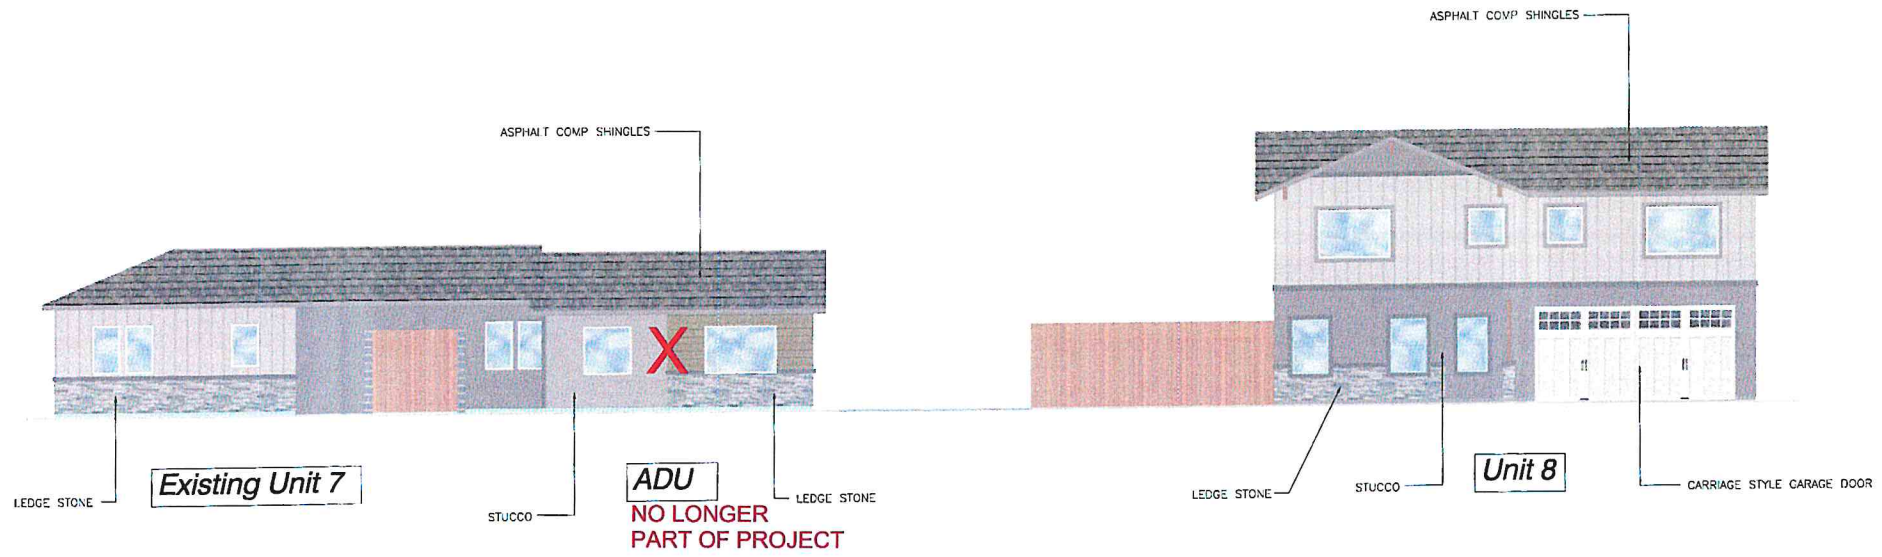 ASPHALT COMP SHINGLES
ASPHALT COMP SHINGLES
X
LEDGE STONE
Existing Unit 7
STUCCO
ADU
NO LONGER
PART OF PROJECT
LEDGE STONE
LEDGE STONE
STUCCO
Unit 8
CARRIAGE STYLE GARAGE DOOR